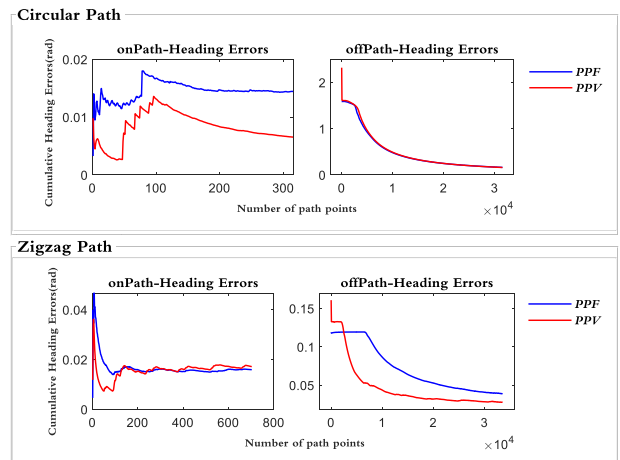 Circular Path
onPath-Heading Errors
offPath-Heading Errors
Cumulative Heading Errors(rad)
0.02
0.01
0
0
100
200
300
2
1
0
0
1
2
3
×10^4
PPF
PPV
Number of path points
Zigzag Path
onPath-Heading Errors
offPath-Heading Errors
Cumulative Heading Errors(rad)
0.04
0.02
0
0
200
400
600
800
0.15
0.1
0.05
0
1
2
3
×10^4
PPF
PPV
Number of path points